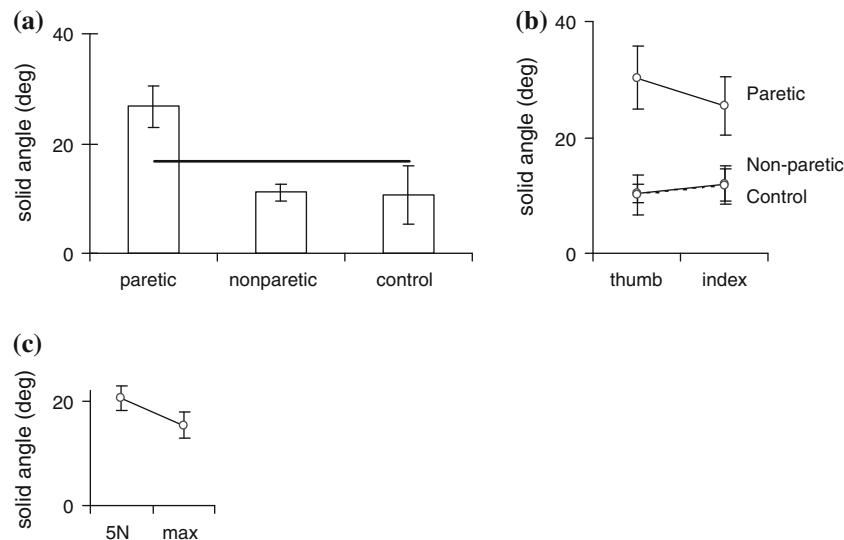 (a)
solid angle (deg)
40
20
0
paretic nonparetic control
(b)
solid angle (deg)
40
20
0
Paretic
Non-paretic
Control
thumb index
(c)
solid angle (deg)
20
0
5N max